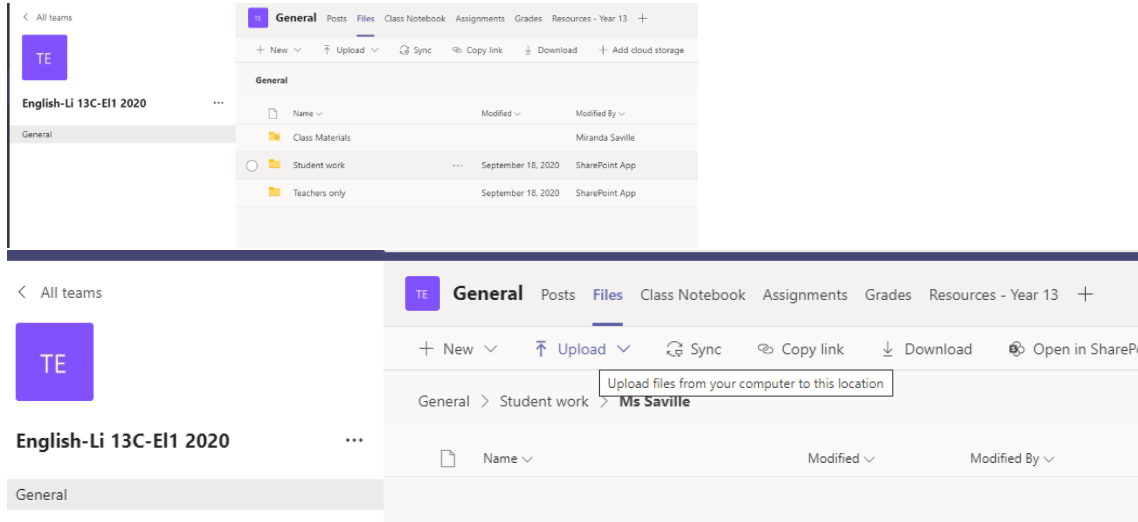 All teams
TE
English-Li 13C-El1 2020 ...
General
TE General Posts Files Class Notebook Assignments Grades Resources - Year 13 +
+ New Upload Sync Copy link Download + Add cloud storage
General
Name Modified Modified By
Class Materials Miranda Saville
Student work ... September 18, 2020 SharePoint App
Teachers only September 18, 2020 SharePoint App
All teams
TE
English-Li 13C-El1 2020 ...
General
TE General Posts Files Class Notebook Assignments Grades Resources - Year 13 +
+ New Upload Sync Copy link Download Open in ShareP
Upload files from your computer to this location
General > Student work > Ms Saville
Name Modified Modified By